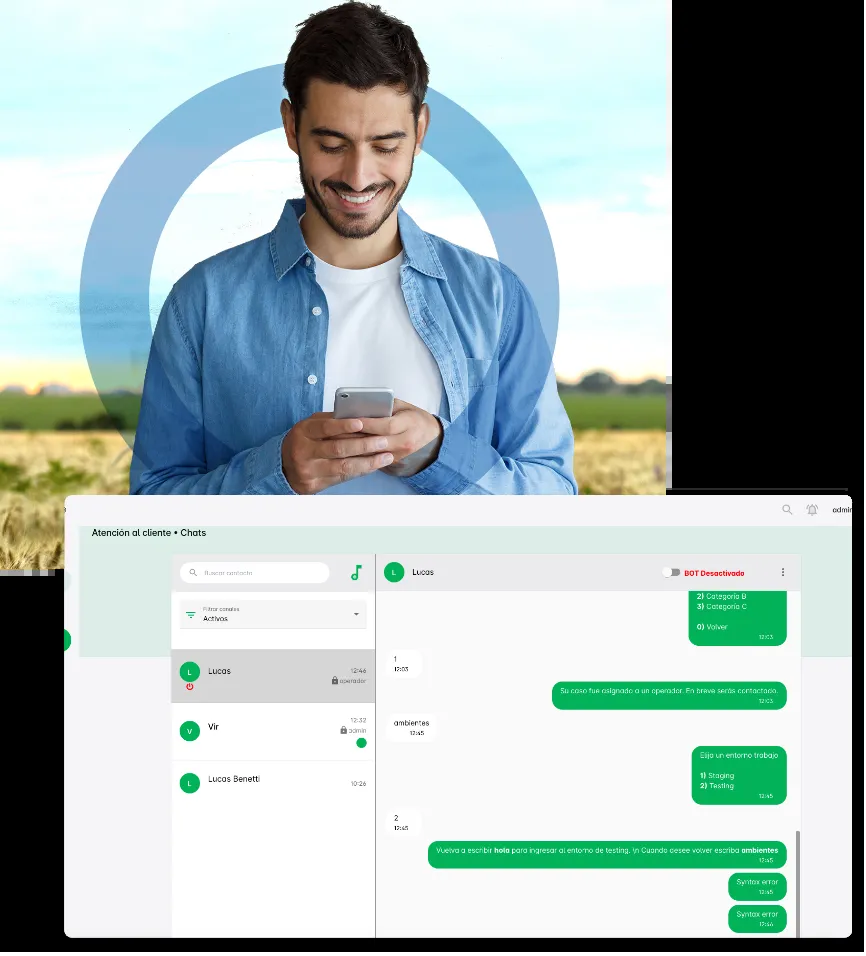 admin
Atención al cliente • Chats
Buscar contacto
L
Lucas
BOT Desactivado
Filtrar canales
Activos
2) Categoría B
3) Categoría C
0) Volver
12:03
1
12:03
L
Lucas
12:46
operador
Su caso fue asignado a un operador. En breve serás contactado.
12:03
V
Vir
12:32
admin
ambientes
12:45
L
Lucas Benetti
10:26
Elija un entorno trabajo
1) Staging
2) Testing
12:45
2
12:45
Vuelva a escribir hola para ingresar al entorno de testing. \n Cuando desee volver escriba ambientes
12:45
Syntax error
12:45
Syntax error
12:46